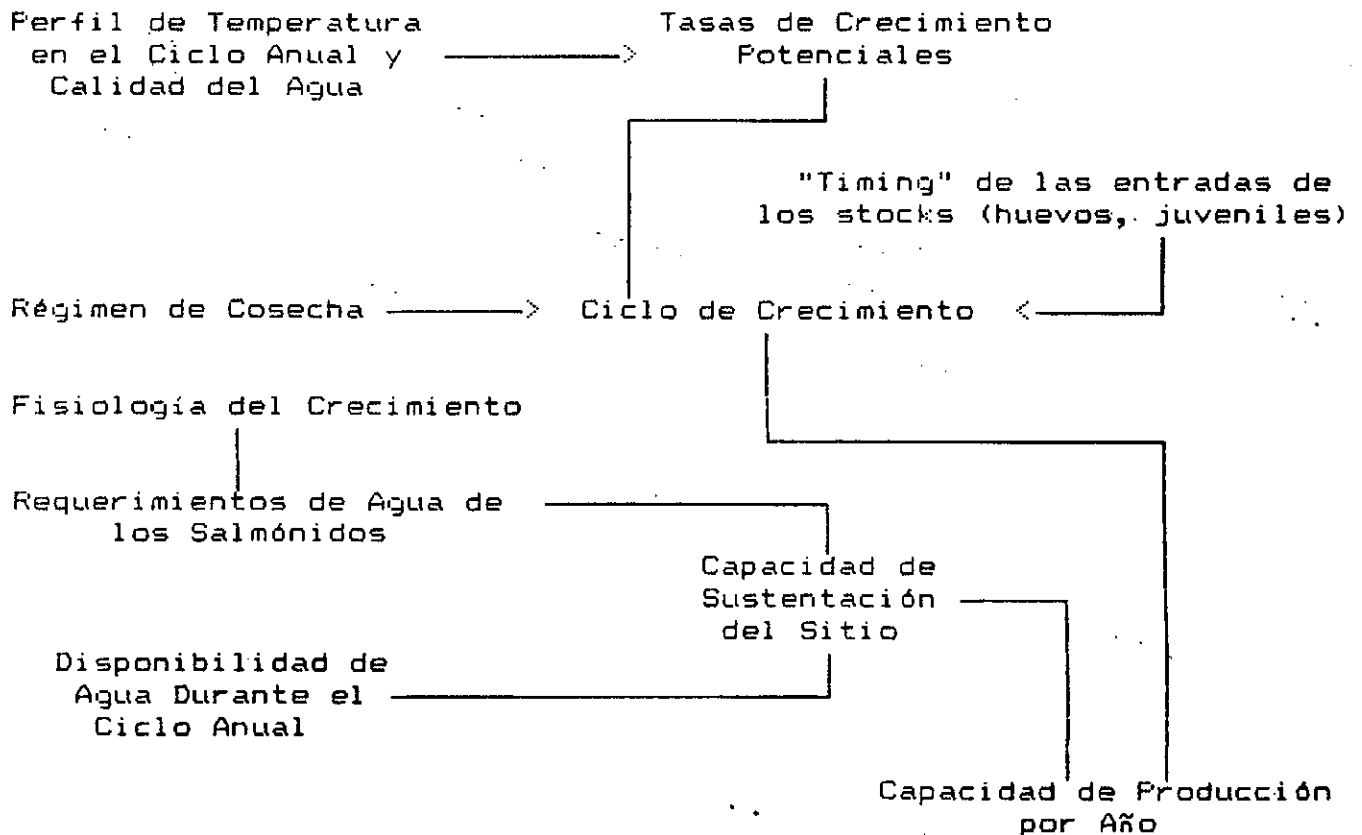 Perfil de Temperatura
en el Ciclo Anual y
Calidad del Agua
Tasas de Crecimiento
Potenciales
"Timing" de las entradas de
los stocks (huevos, juveniles)
Régimen de Cosecha
Ciclo de Crecimiento
Fisiología del Crecimiento
Requerimientos de Agua de
los Salmónidos
Capacidad de
Sustentación
del Sitio
Disponibilidad de
Agua Durante el
Ciclo Anual
Capacidad de Producción
por Año